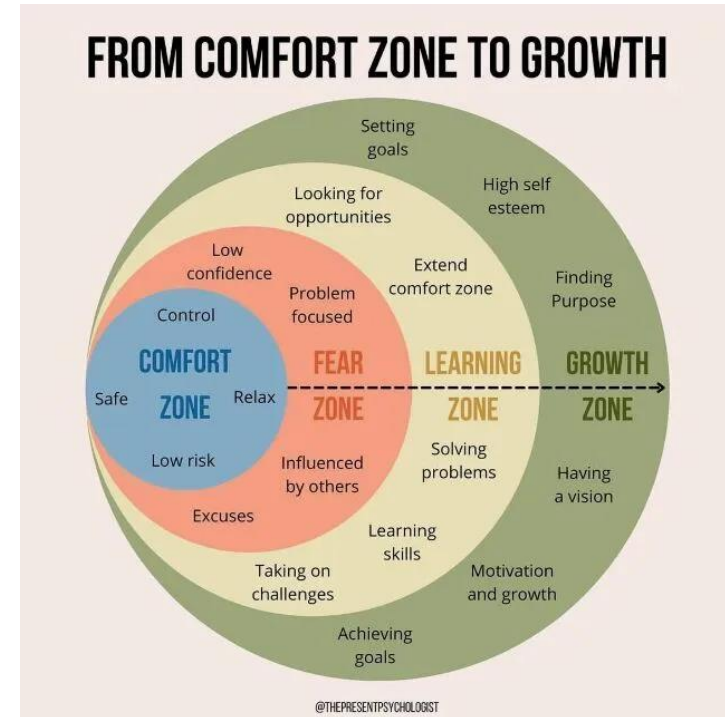 FROM COMFORT ZONE TO GROWTH
Setting
goals
High self
esteem
Looking for
opportunities
Finding
Purpose
Extend
comfort zone
Low
confidence
Problem
focused
Control
COMFORT
ZONE
Safe
Relax
Low risk
FEAR
ZONE
LEARNING
ZONE
GROWTH
ZONE
Influenced
by others
Excuses
Solving
problems
Learning
skills
Taking on
challenges
Having
a vision
Motivation
and growth
Achieving
goals
@THEPRESENTPSYCHOLOGIST